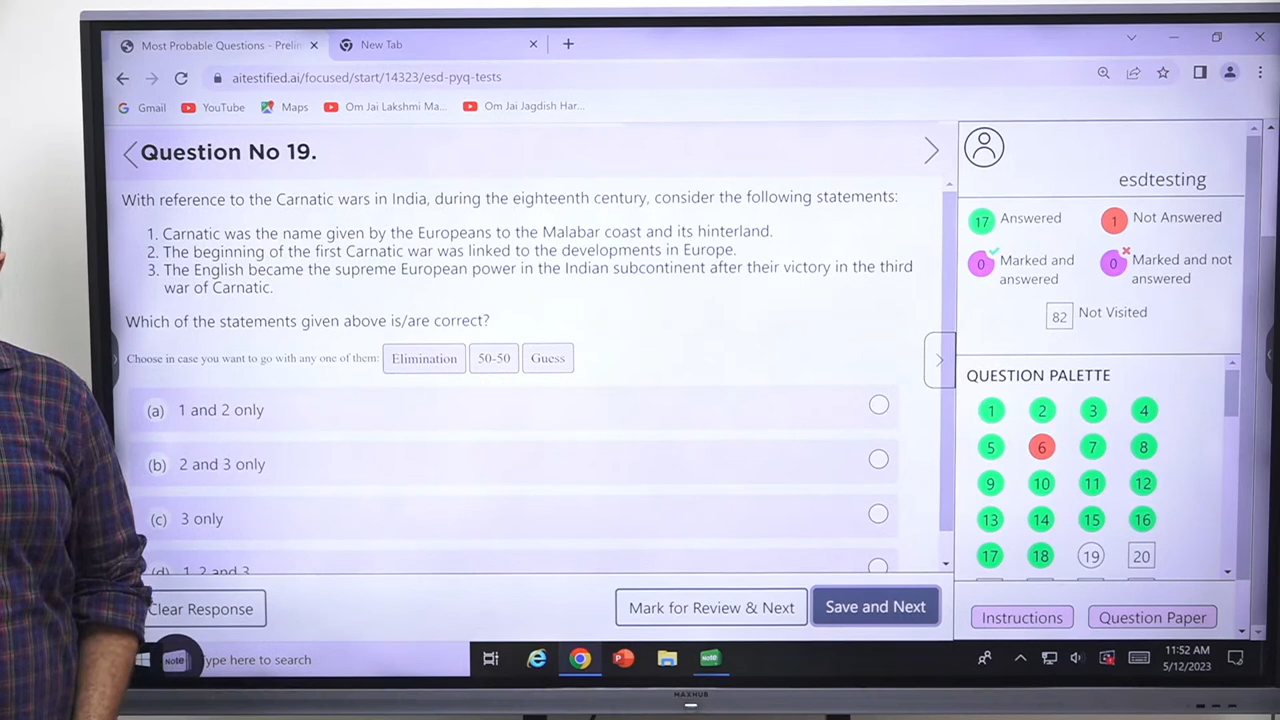 Most Probable Questions - Prelin
New Tab
aitestified.ai/focused/start/14323/esd-pyq-tests
Gmail YouTube Maps Om Jai Lakshmi Ma... Om Jai Jagdish Har...
Question No 19.
With reference to the Carnatic wars in India, during the eighteenth century, consider the following statements:
1. Carnatic was the name given by the Europeans to the Malabar coast and its hinterland.
2. The beginning of the first Carnatic war was linked to the developments in Europe.
3. The English became the supreme European power in the Indian subcontinent after their victory in the third
war of Carnatic.
Which of the statements given above is/are correct?
Choose in case you want to go with any one of them: Elimination 50-50 Guess
(a) 1 and 2 only
(b) 2 and 3 only
(c) 3 only
(d) 1, 2 and 3
Clear Response
Mark for Review & Next
Save and Next
esdtesting
17 Answered
1 Not Answered
0 Marked and
answered
0 Marked and not
answered
82 Not Visited
QUESTION PALETTE
1 2 3 4
5 6 7 8
9 10 11 12
13 14 15 16
17 18 19 20
Instructions
Question Paper
Note
ype here to search
Note
11:52 AM
5/12/2023
MAXHUB